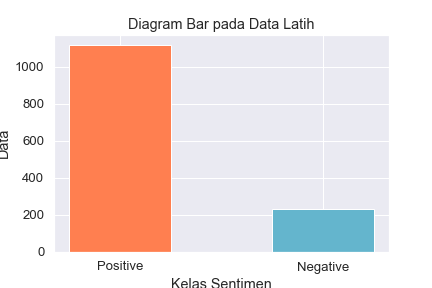 Diagram Bar pada Data Latih
1000
800
600
400
200
0
Data
Positive
Negative
Kelas Sentimen